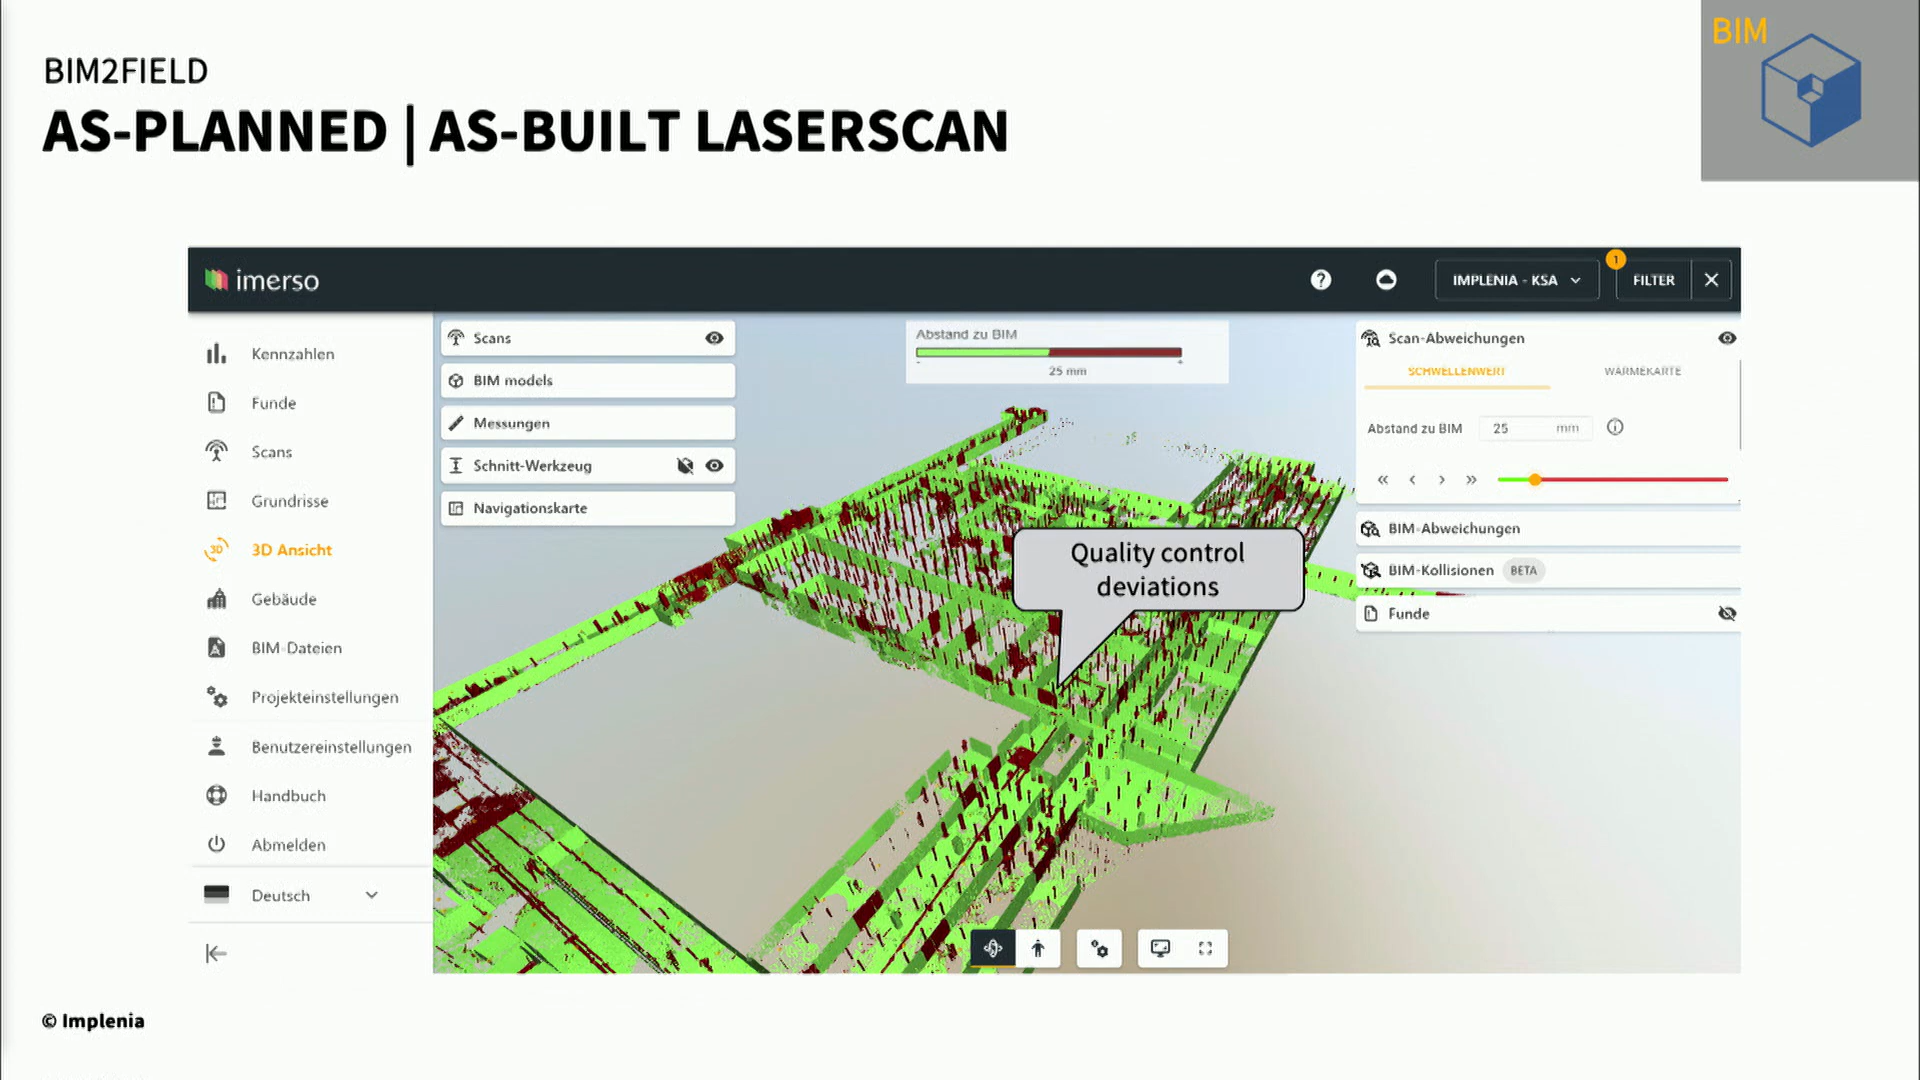 BIM
BIM2FIELD
AS-PLANNED | AS-BUILT LASERSCAN
imerso
IMPLENIA - KSA
1
FILTER
Kennzahlen
Funde
Scans
Grundrisse
3D
3D Ansicht
Gebäude
BIM-Dateien
Projekteinstellungen
Benutzereinstellungen
Handbuch
Abmelden
Deutsch
Scans
BIM models
Messungen
Schnitt-Werkzeug
Navigationskarte
Abstand zu BIM
- +
25 mm
Quality control
deviations
Scan-Abweichungen
SCHWELLENWERT WÄRMEKARTE
Abstand zu BIM 25 mm
BIM-Abweichungen
BIM-Kollisionen BETA
Funde
© Implenia